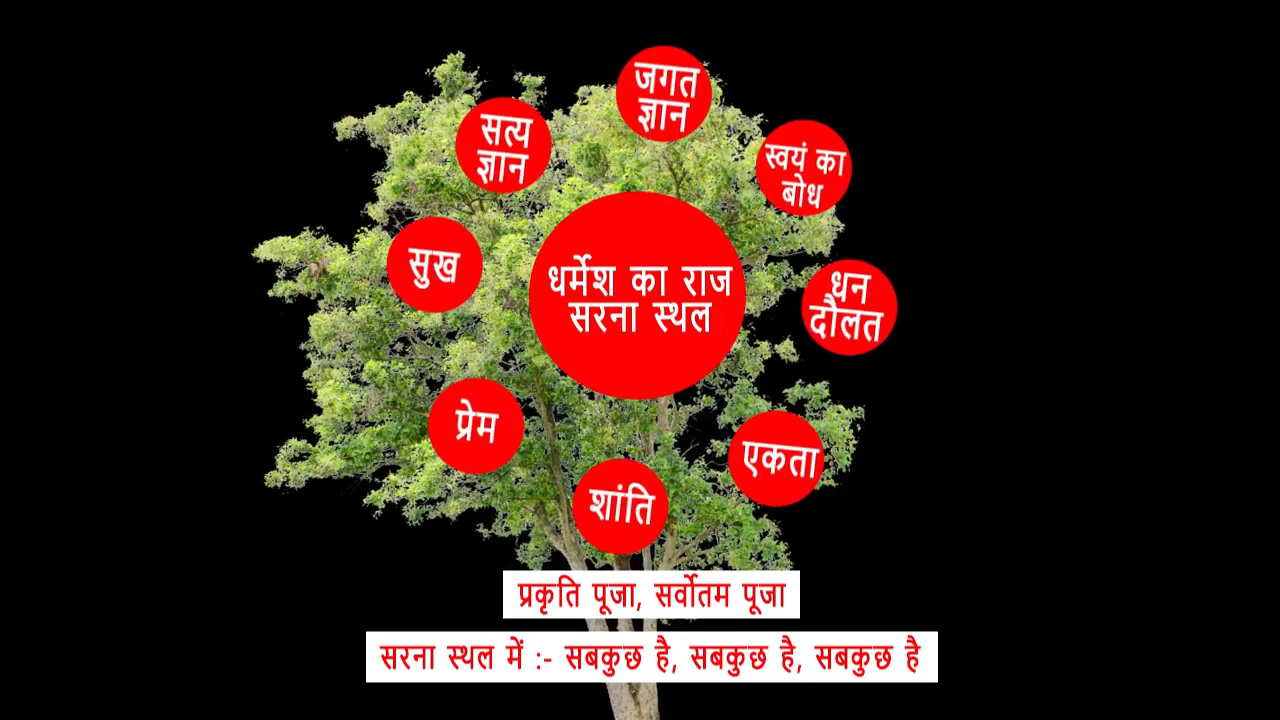 जगत
ज्ञान
सत्य
ज्ञान
स्वयं का
बोध
सुख
धर्मेश का राज
सरना स्थल
धन
दौलत
प्रेम
एकता
शांति
प्रकृति पूजा, सर्वोतम पूजा
सरना स्थल में :- सबकुछ है, सबकुछ है, सबकुछ है